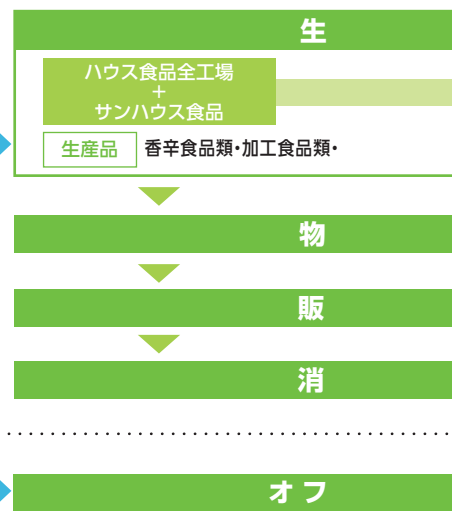 生
ハウス食品全工場
+
サンハウス食品
生産品 香辛食品類・加工食品類・
物
販
消
オフ